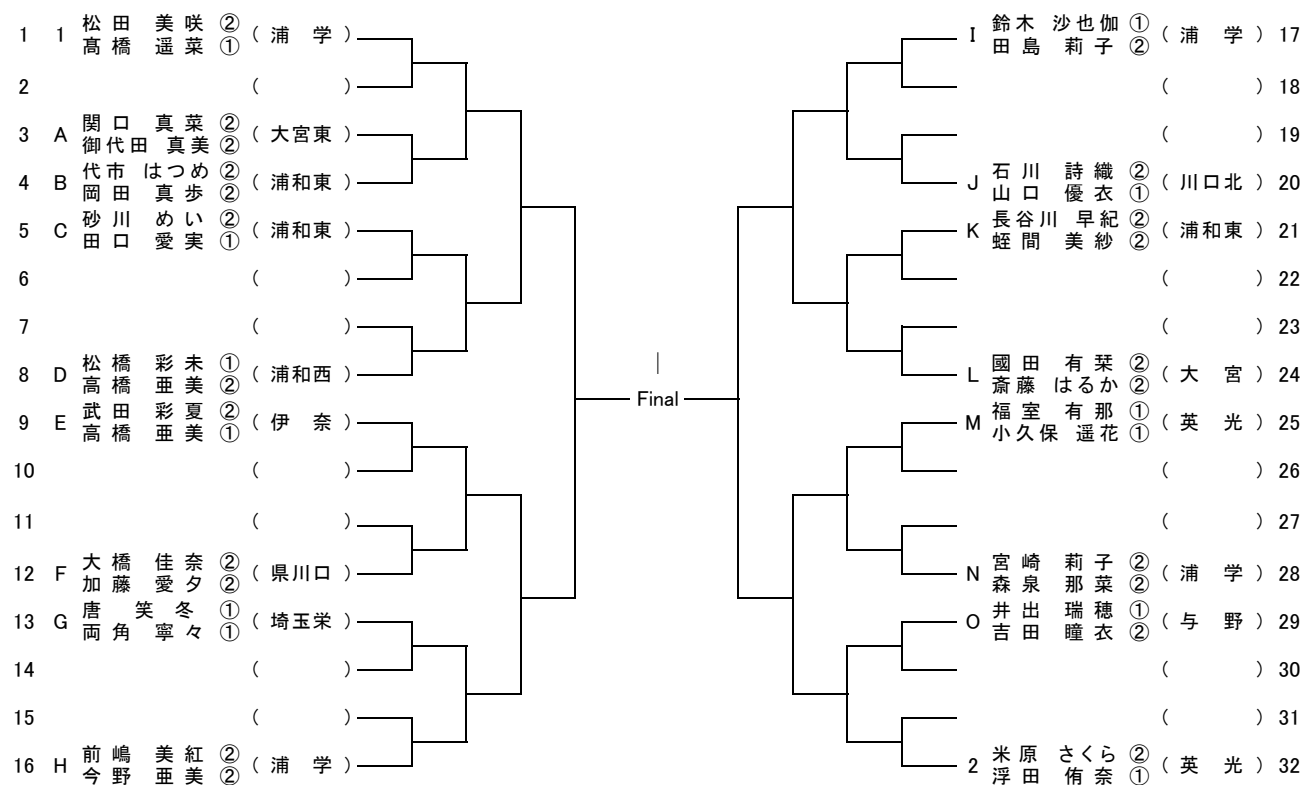 1 1 松田 美咲 ② ( 浦 学 )
髙橋 遥菜 ①
2 ( )
3 A 関口 真菜 ② ( 大宮東 )
御代田 真美 ②
4 B 代市 はつめ ② ( 浦和東 )
岡田 真歩 ②
5 C 砂川 めい ② ( 浦和東 )
田口 愛実 ①
6 ( )
7 ( )
8 D 松橋 彩未 ① ( 浦和西 )
高橋 亜美 ②
9 E 武田 彩夏 ② ( 伊 奈 )
高橋 亜美 ①
10 ( )
11 ( )
12 F 大橋 佳奈 ② ( 県川口 )
加藤 愛夕 ②
13 G 唐 笑冬 ① ( 埼玉栄 )
両角 寧々 ①
14 ( )
15 ( )
16 H 前嶋 美紅 ② ( 浦 学 )
今野 亜美 ②
Final
I 鈴木 沙也伽 ① ( 浦 学 ) 17
田島 莉子 ②
( ) 18
( ) 19
J 石川 詩織 ② ( 川口北 ) 20
山口 優衣 ①
K 長谷川 早紀 ② ( 浦和東 ) 21
蛭間 美紗 ②
( ) 22
( ) 23
L 國田 有栞 ② ( 大 宮 ) 24
斎藤 はるか ②
M 福室 有那 ① ( 英 光 ) 25
小久保 遥花 ①
( ) 26
( ) 27
N 宮崎 莉子 ② ( 浦 学 ) 28
森泉 那菜 ②
O 井出 瑞穂 ① ( 与 野 ) 29
吉田 瞳衣 ②
( ) 30
( ) 31
2 米原 さくら ② ( 英 光 ) 32
浮田 侑奈 ①